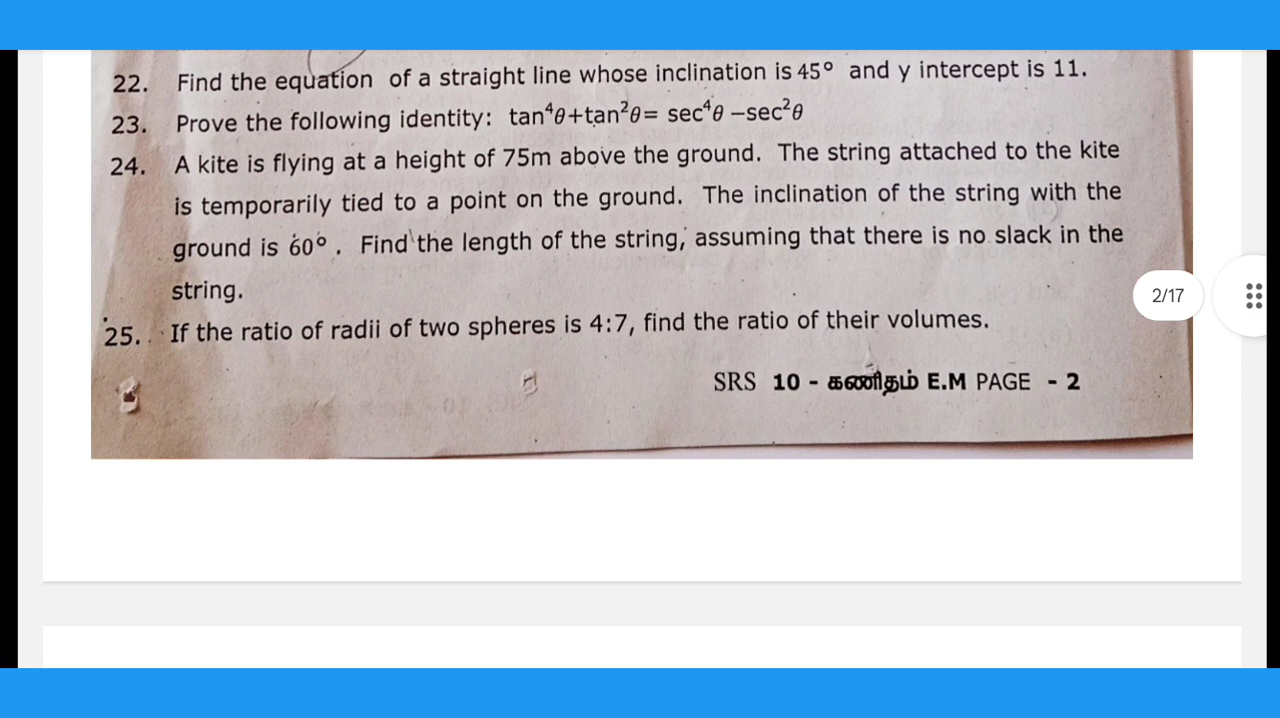 22. Find the equation of a straight line whose inclination is 45° and y intercept is 11.
23. Prove the following identity: tan⁴θ+tan²θ= sec⁴θ –sec²θ
24. A kite is flying at a height of 75m above the ground. The string attached to the kite
is temporarily tied to a point on the ground. The inclination of the string with the
ground is 60°. Find the length of the string, assuming that there is no slack in the
string.
2/17
25. If the ratio of radii of two spheres is 4:7, find the ratio of their volumes.
SRS 10 - கணிதம் E.M PAGE - 2